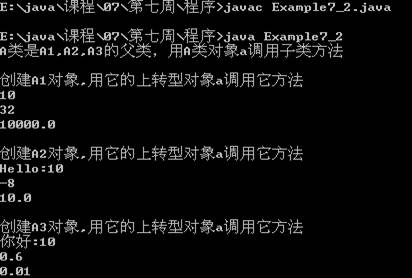 E:\java\课程\07\第七周\程序>javac Example7_2.java
E:\java\课程\07\第七周\程序>java Example7_2
A类是A1,A2,A3的父类，用A类对象a调用子类方法
创建A1对象,用它的上转型对象a调用它方法
10
32
10000.0
创建A2对象,用它的上转型对象a调用它方法
Hello:10
-8
10.0
创建A3对象,用它的上转型对象a调用它方法
你好:10
0.6
0.01